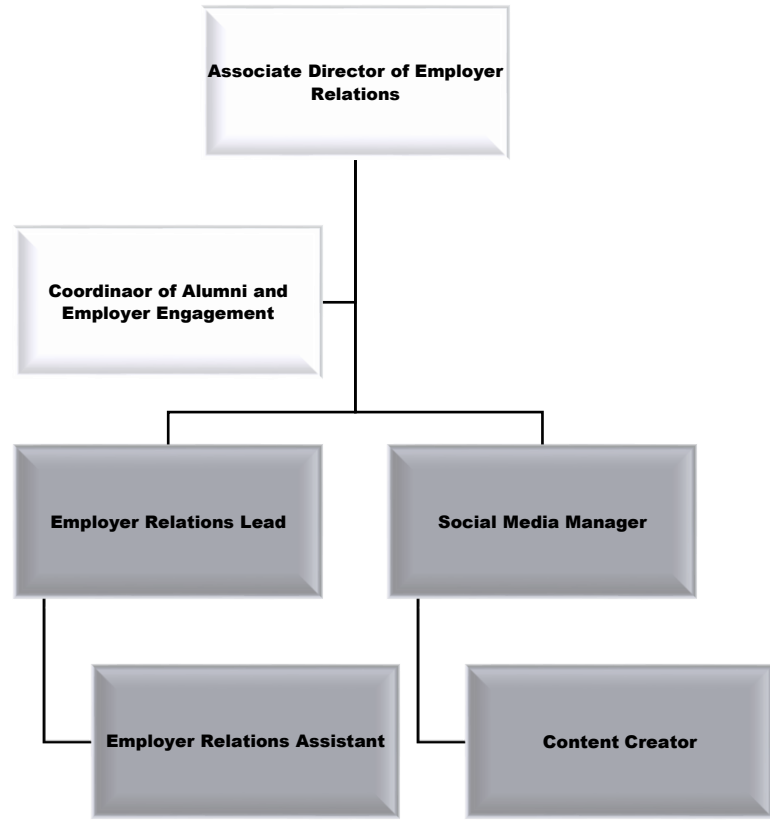 Associate Director of Employer
Relations
Coordinaor of Alumni and
Employer Engagement
Employer Relations Lead
Social Media Manager
Employer Relations Assistant
Content Creator